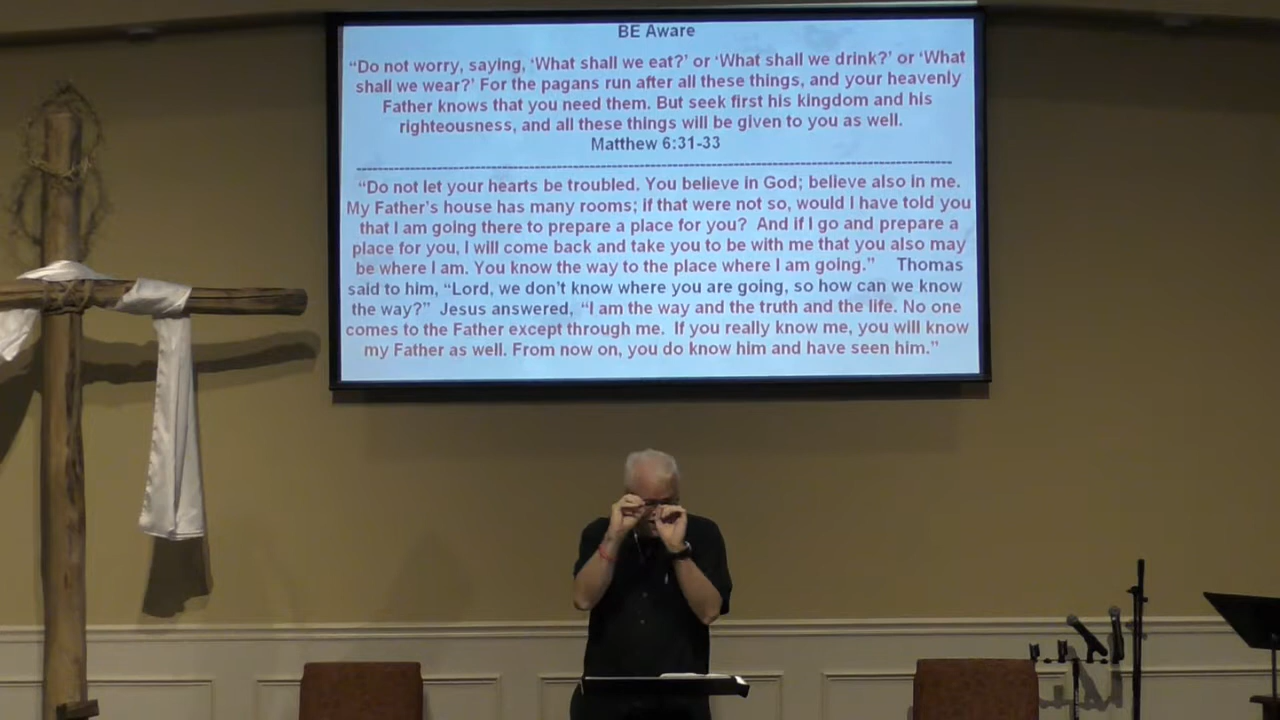 BE Aware
“Do not worry, saying, ‘What shall we eat?’ or ‘What shall we drink?’ or ‘What
shall we wear?’ For the pagans run after all these things, and your heavenly
Father knows that you need them. But seek first his kingdom and his
righteousness, and all these things will be given to you as well.
Matthew 6:31-33
“Do not let your hearts be troubled. You believe in God; believe also in me.
My Father’s house has many rooms; if that were not so, would I have told you
that I am going there to prepare a place for you? And if I go and prepare a
place for you, I will come back and take you to be with me that you also may
be where I am. You know the way to the place where I am going.” Thomas
said to him, “Lord, we don’t know where you are going, so how can we know
the way?” Jesus answered, “I am the way and the truth and the life. No one
comes to the Father except through me. If you really know me, you will know
my Father as well. From now on, you do know him and have seen him.”